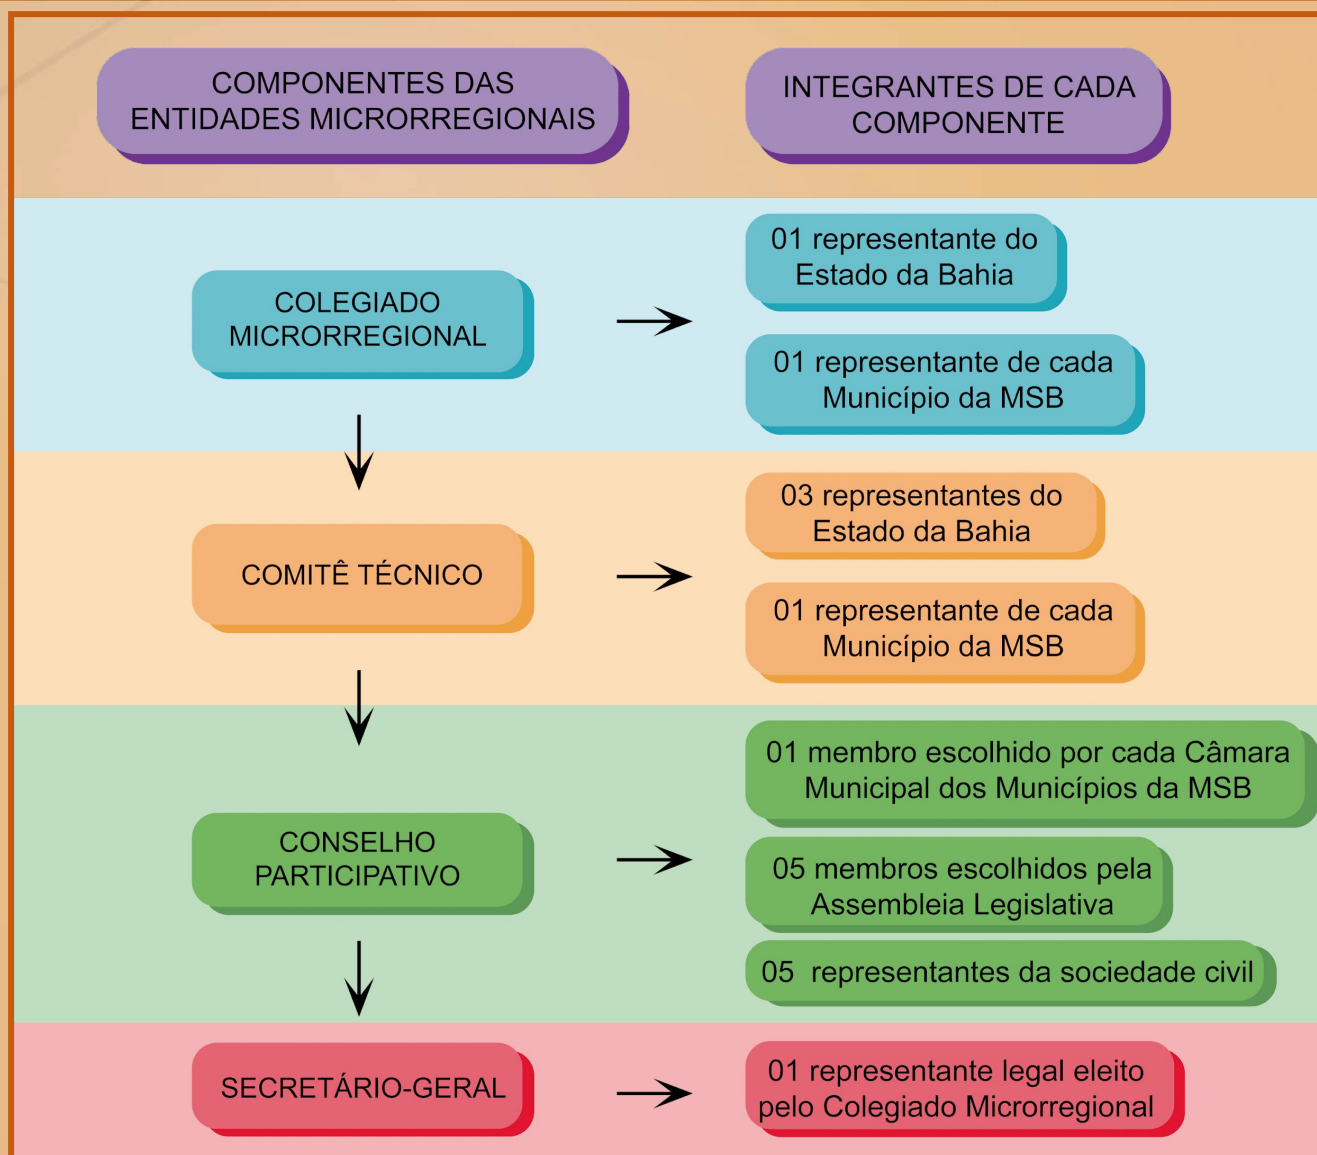 COMPONENTES DAS
ENTIDADES MICRORREGIONAIS
INTEGRANTES DE CADA
COMPONENTE
COLEGIADO
MICRORREGIONAL
01 representante do
Estado da Bahia
01 representante de cada
Município da MSB
COMITÊ TÉCNICO
03 representantes do
Estado da Bahia
01 representante de cada
Município da MSB
CONSELHO
PARTICIPATIVO
01 membro escolhido por cada Câmara
Municipal dos Municípios da MSB
05 membros escolhidos pela
Assembleia Legislativa
05 representantes da sociedade civil
SECRETÁRIO-GERAL
01 representante legal eleito
pelo Colegiado Microrregional